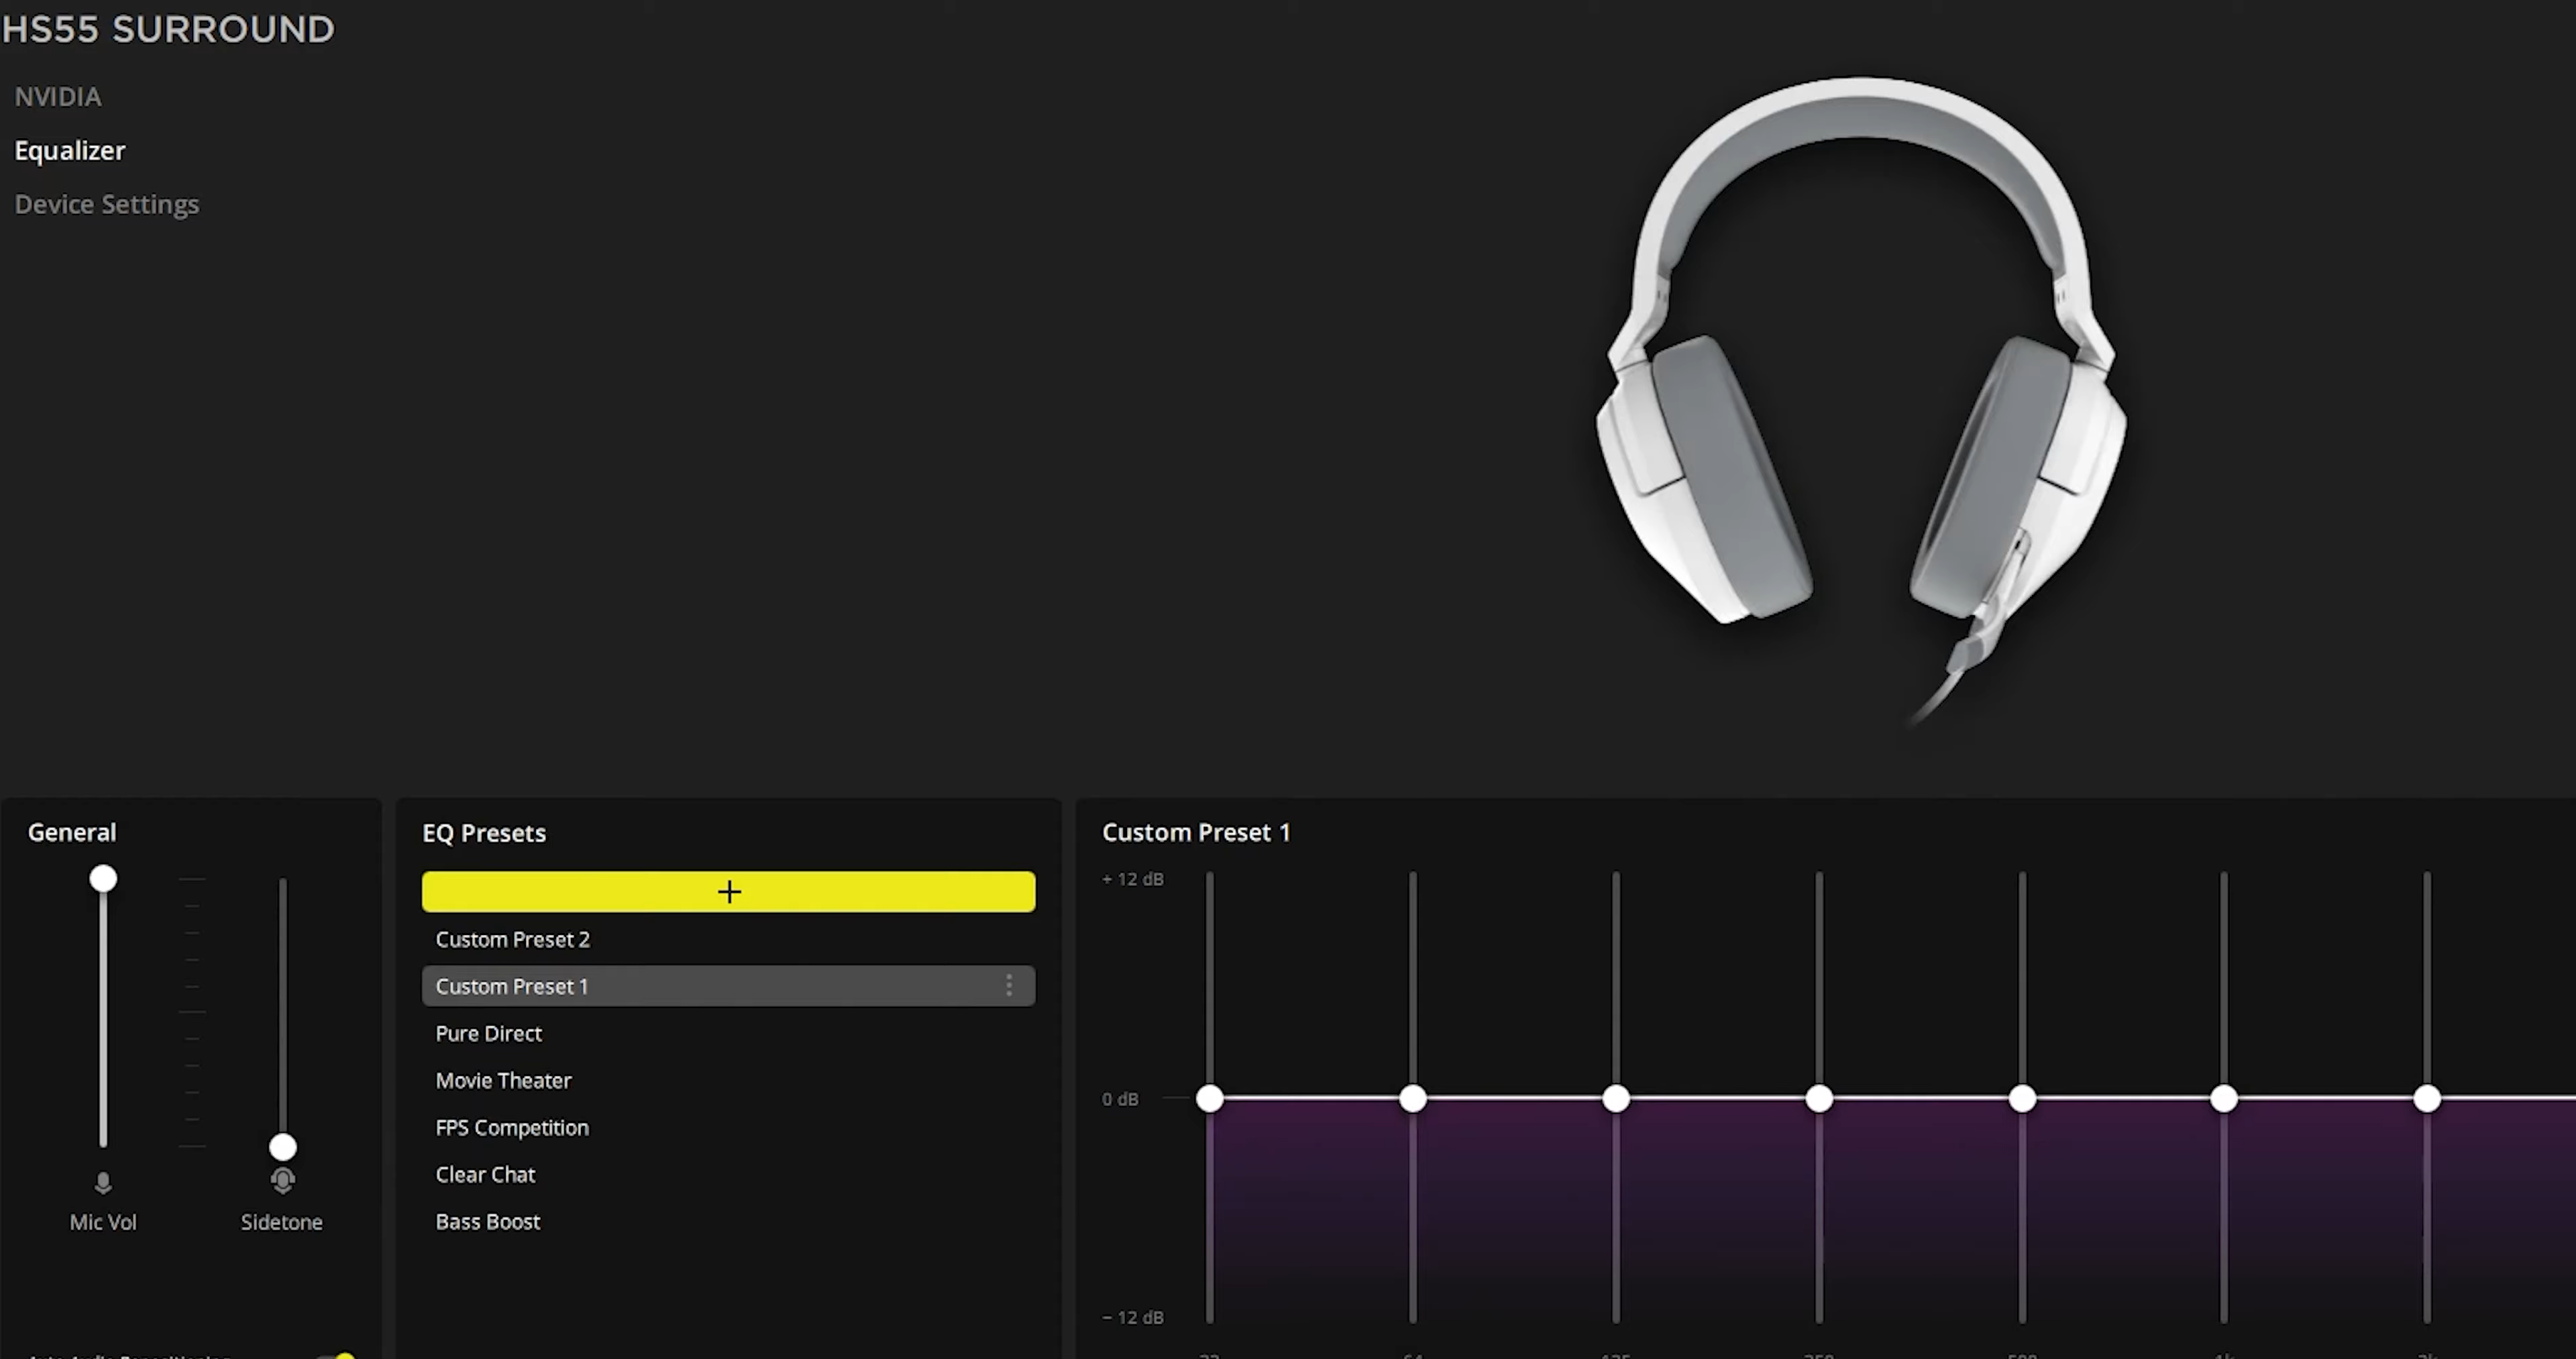 HS55 SURROUND
NVIDIA
Equalizer
Device Settings
General
Mic Vol
Sidetone
EQ Presets
+
Custom Preset 2
Custom Preset 1
Pure Direct
Movie Theater
FPS Competition
Clear Chat
Bass Boost
Custom Preset 1
+ 12 dB
0 dB
− 12 dB